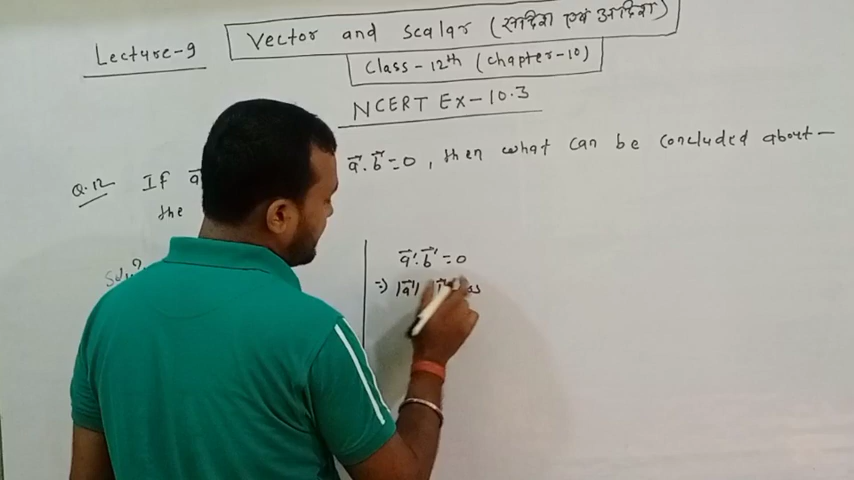 Lecture-9 Vector and Scalar (सदिश एवं अदिश)
Class-12th (Chapter-10)
NCERT Ex-10.3
Q.12 If a⃗ a⃗.b⃗=0, then what can be concluded about-
the
Solⁿ
a⃗.b⃗=0
⇒ |a⃗|